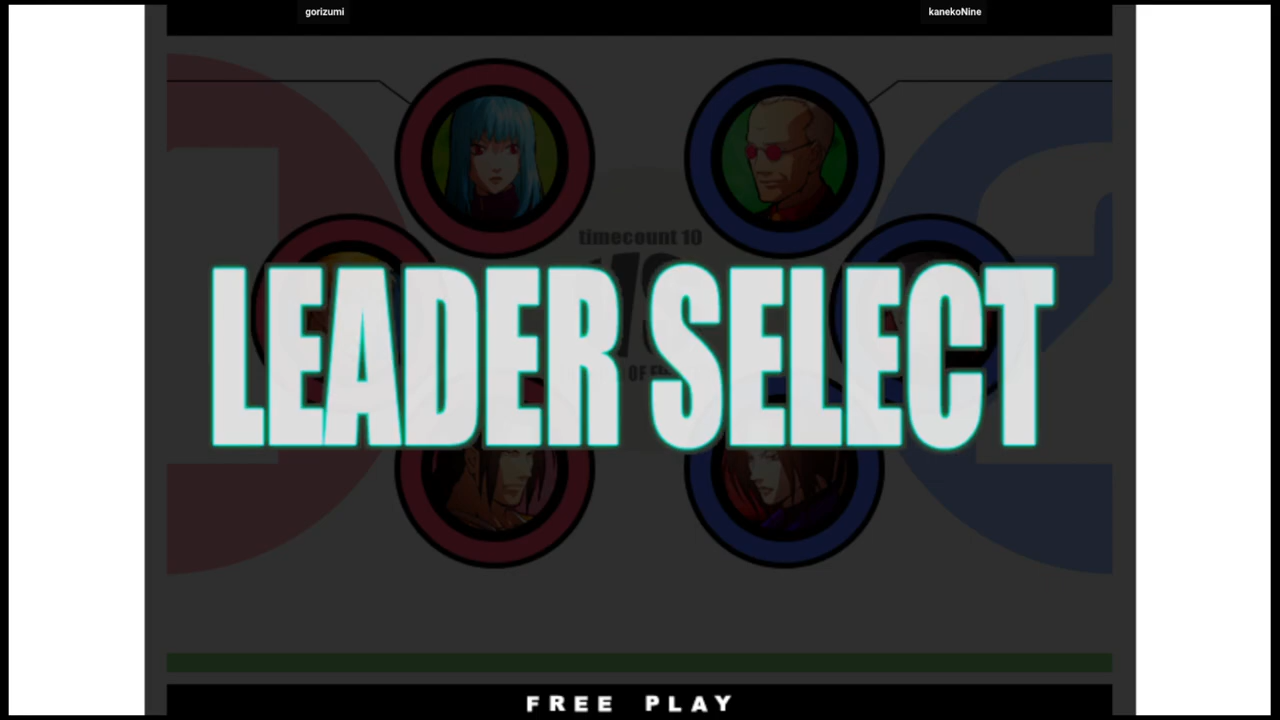 gorizumi
kanekoNine
timecount 10
LEADER SELECT
FREE PLAY